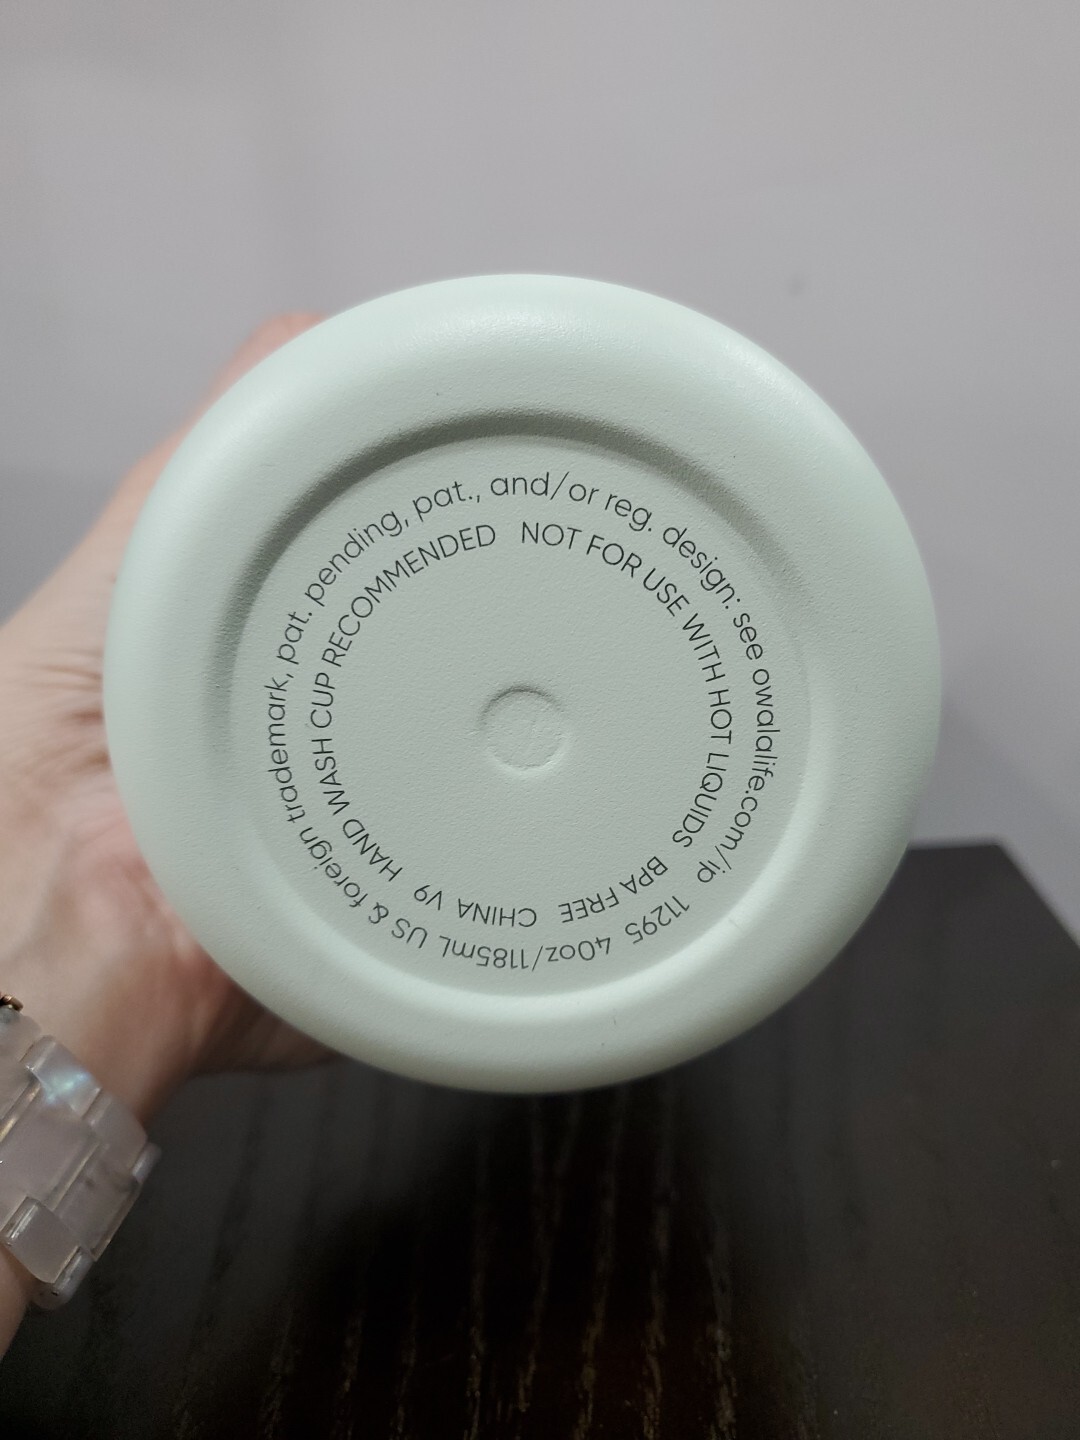 11295 40oz/1185mL US & foreign trademark, pat. pending, pat., and/or reg. design: see owalalife.com/ip
HAND WASH CUP RECOMMENDED NOT FOR USE WITH HOT LIQUIDS BPA FREE CHINA V9